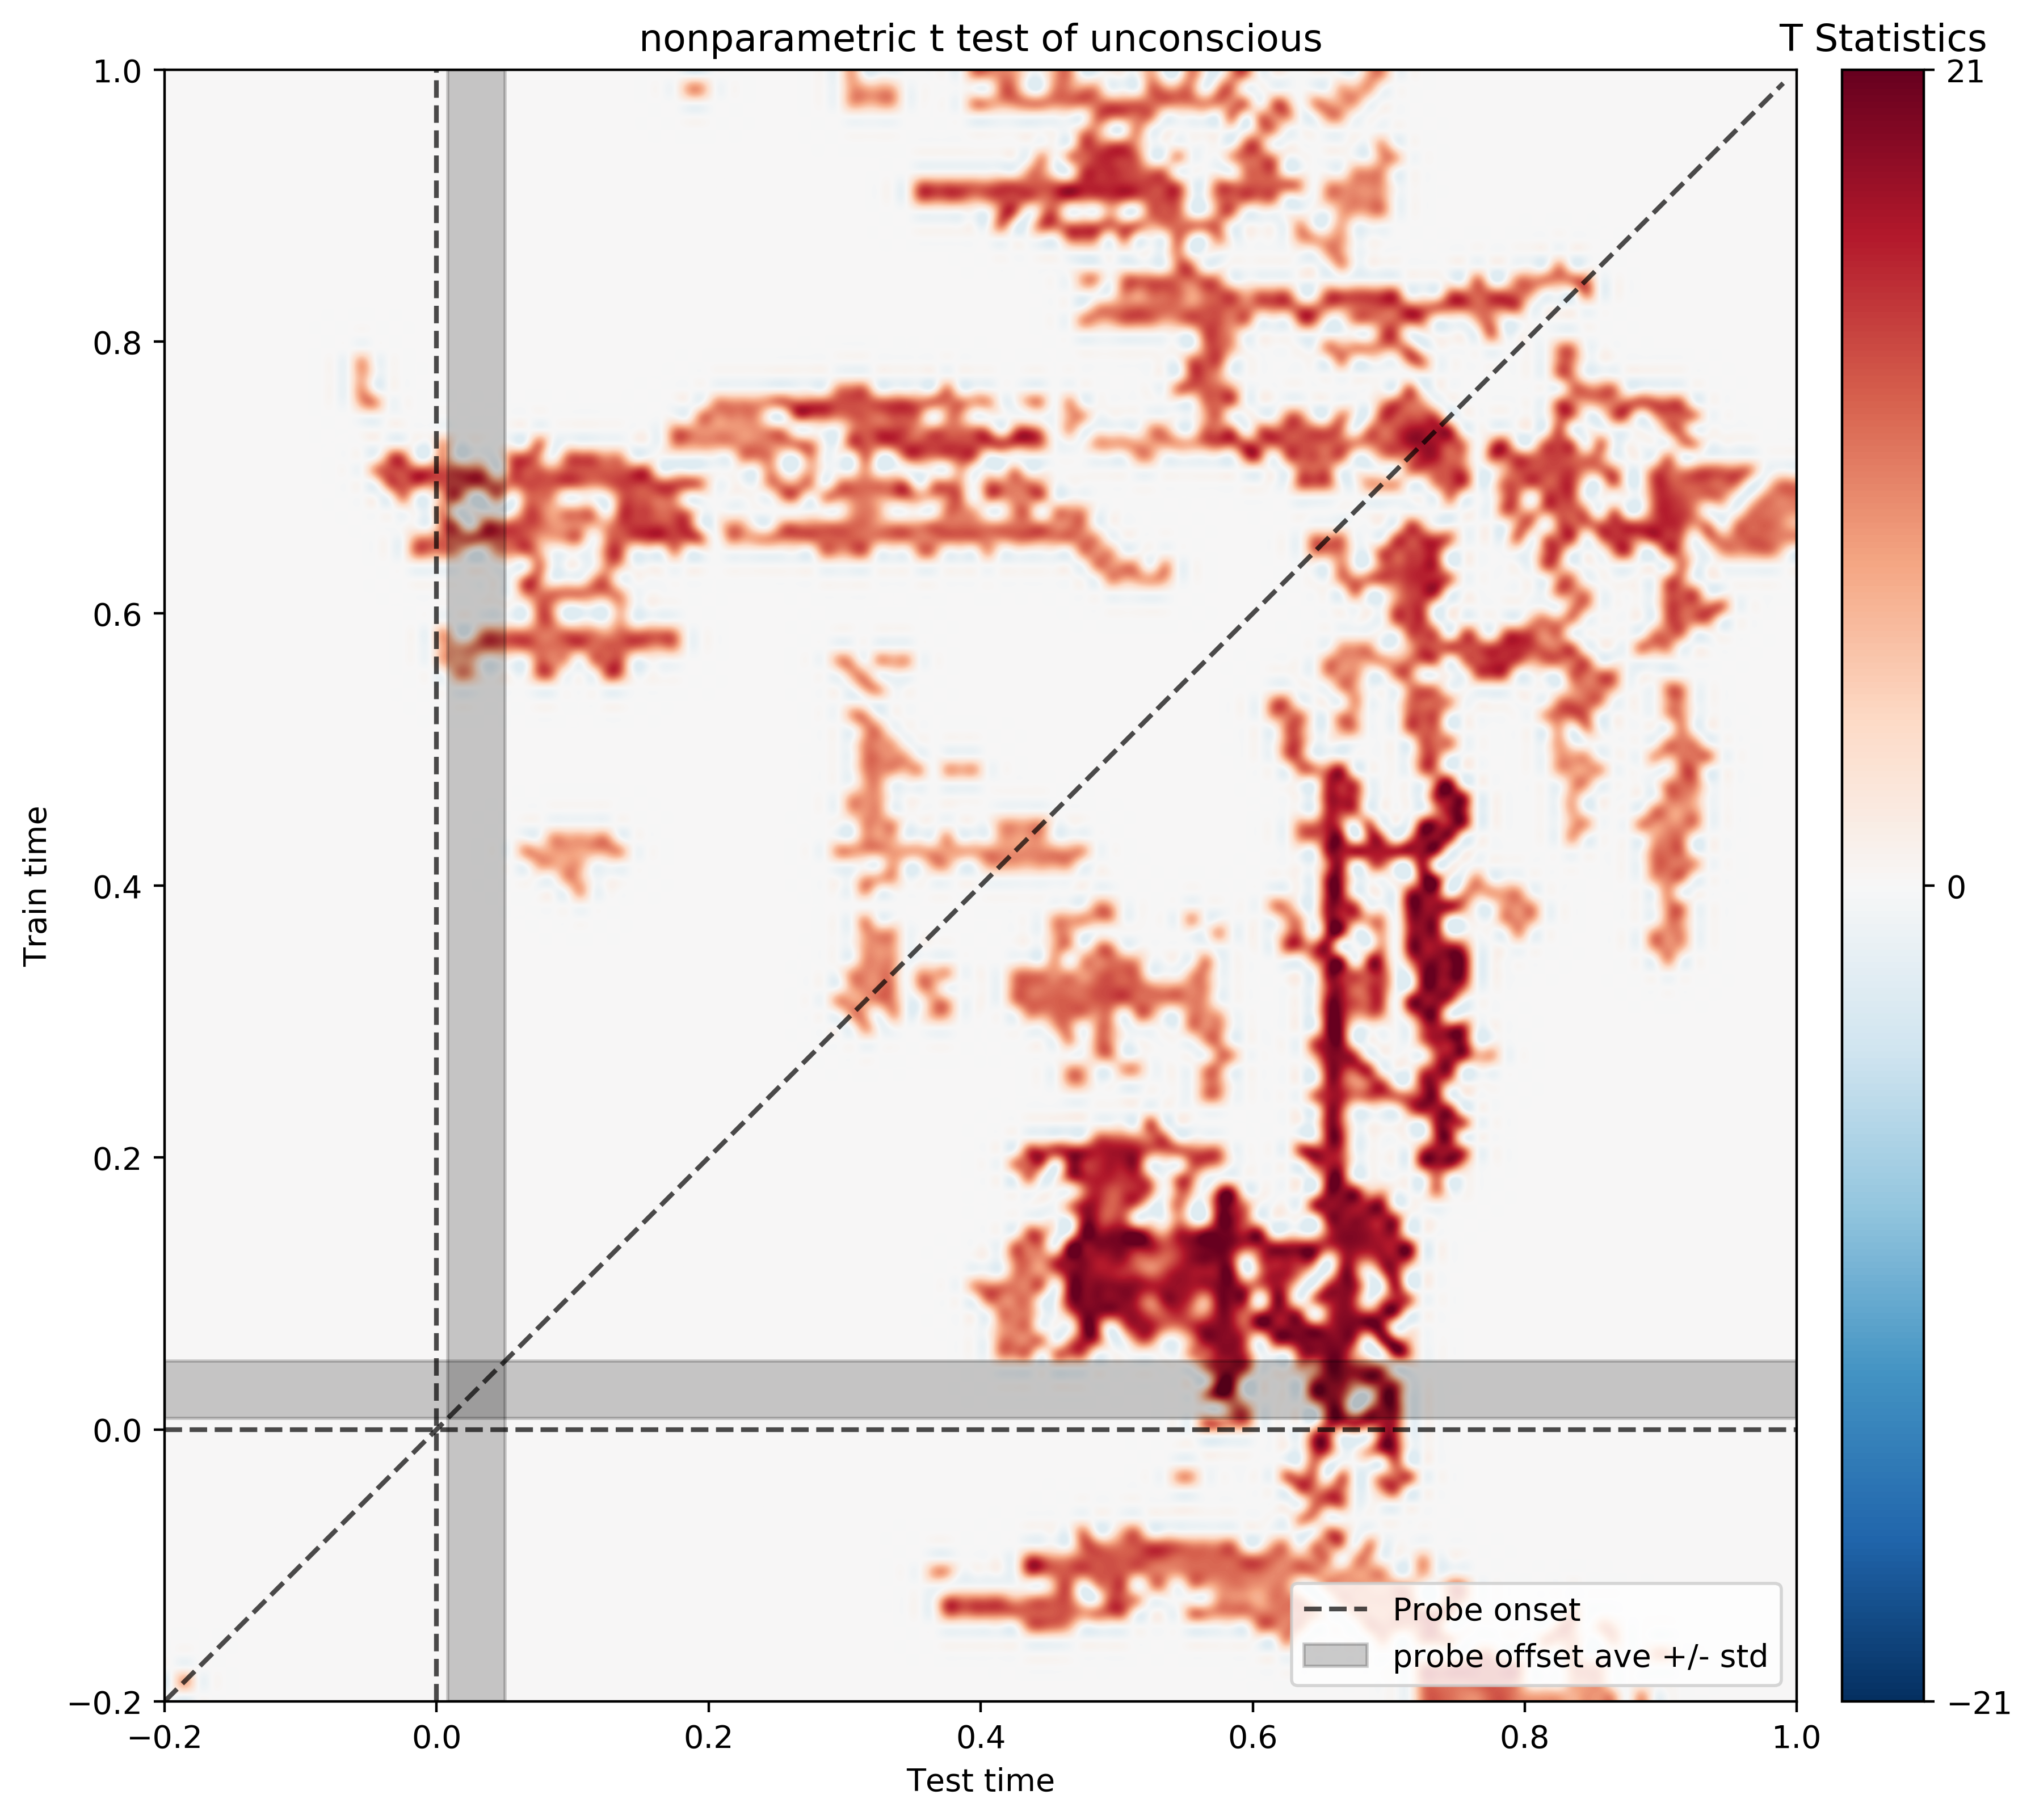 nonparametric t test of unconscious
T Statistics
1.0
0.8
0.6
0.4
0.2
0.0
−0.2
Train time
−0.2
0.0
0.2
0.4
0.6
0.8
1.0
Test time
Probe onset
probe offset ave +/- std
21
0
−21